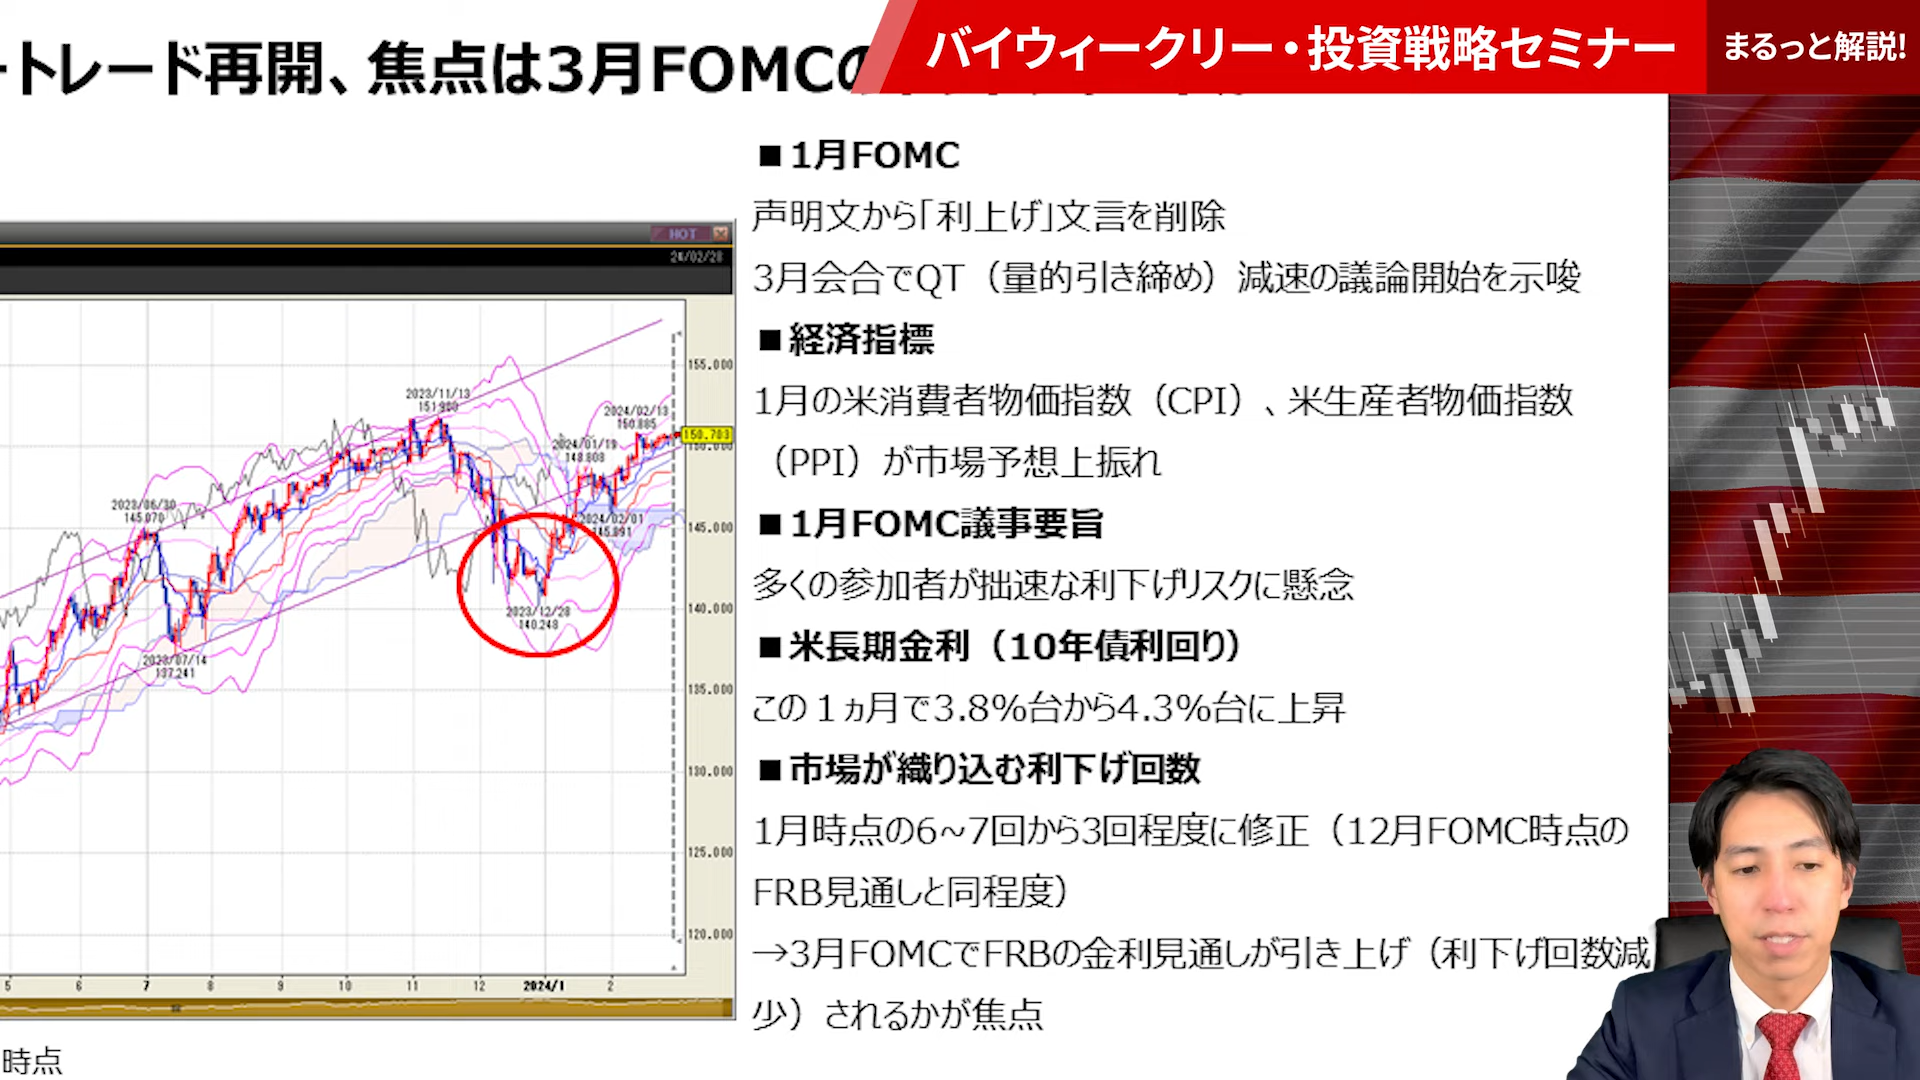 バイウィークリー・投資戦略セミナー
まるっと解説!
トレード再開、焦点は3月FOMC
■1月FOMC
声明文から「利上げ」文言を削除
3月会合でQT（量的引き締め）減速の議論開始を示唆
■経済指標
1月の米消費者物価指数（CPI）、米生産者物価指数
（PPI）が市場予想上振れ
■1月FOMC議事要旨
多くの参加者が拙速な利下げリスクに懸念
■米長期金利（10年債利回り）
この１ヵ月で3.8%台から4.3%台に上昇
■市場が織り込む利下げ回数
1月時点の6~7回から3回程度に修正（12月FOMC時点の
FRB見通しと同程度）
→3月FOMCでFRBの金利見通しが引き上げ（利下げ回数減
少）されるかが焦点
HOT
24/02/28
155.000
150.703
150.000
145.000
140.000
135.000
130.000
125.000
120.000
2023/11/13
151.900
2024/02/13
150.885
2024/01/19
148.808
2023/06/30
145.070
2024/02/01
145.891
2023/12/28
140.248
2023/07/14
137.241
5 6 7 8 9 10 11 12 2024/1 2
時点